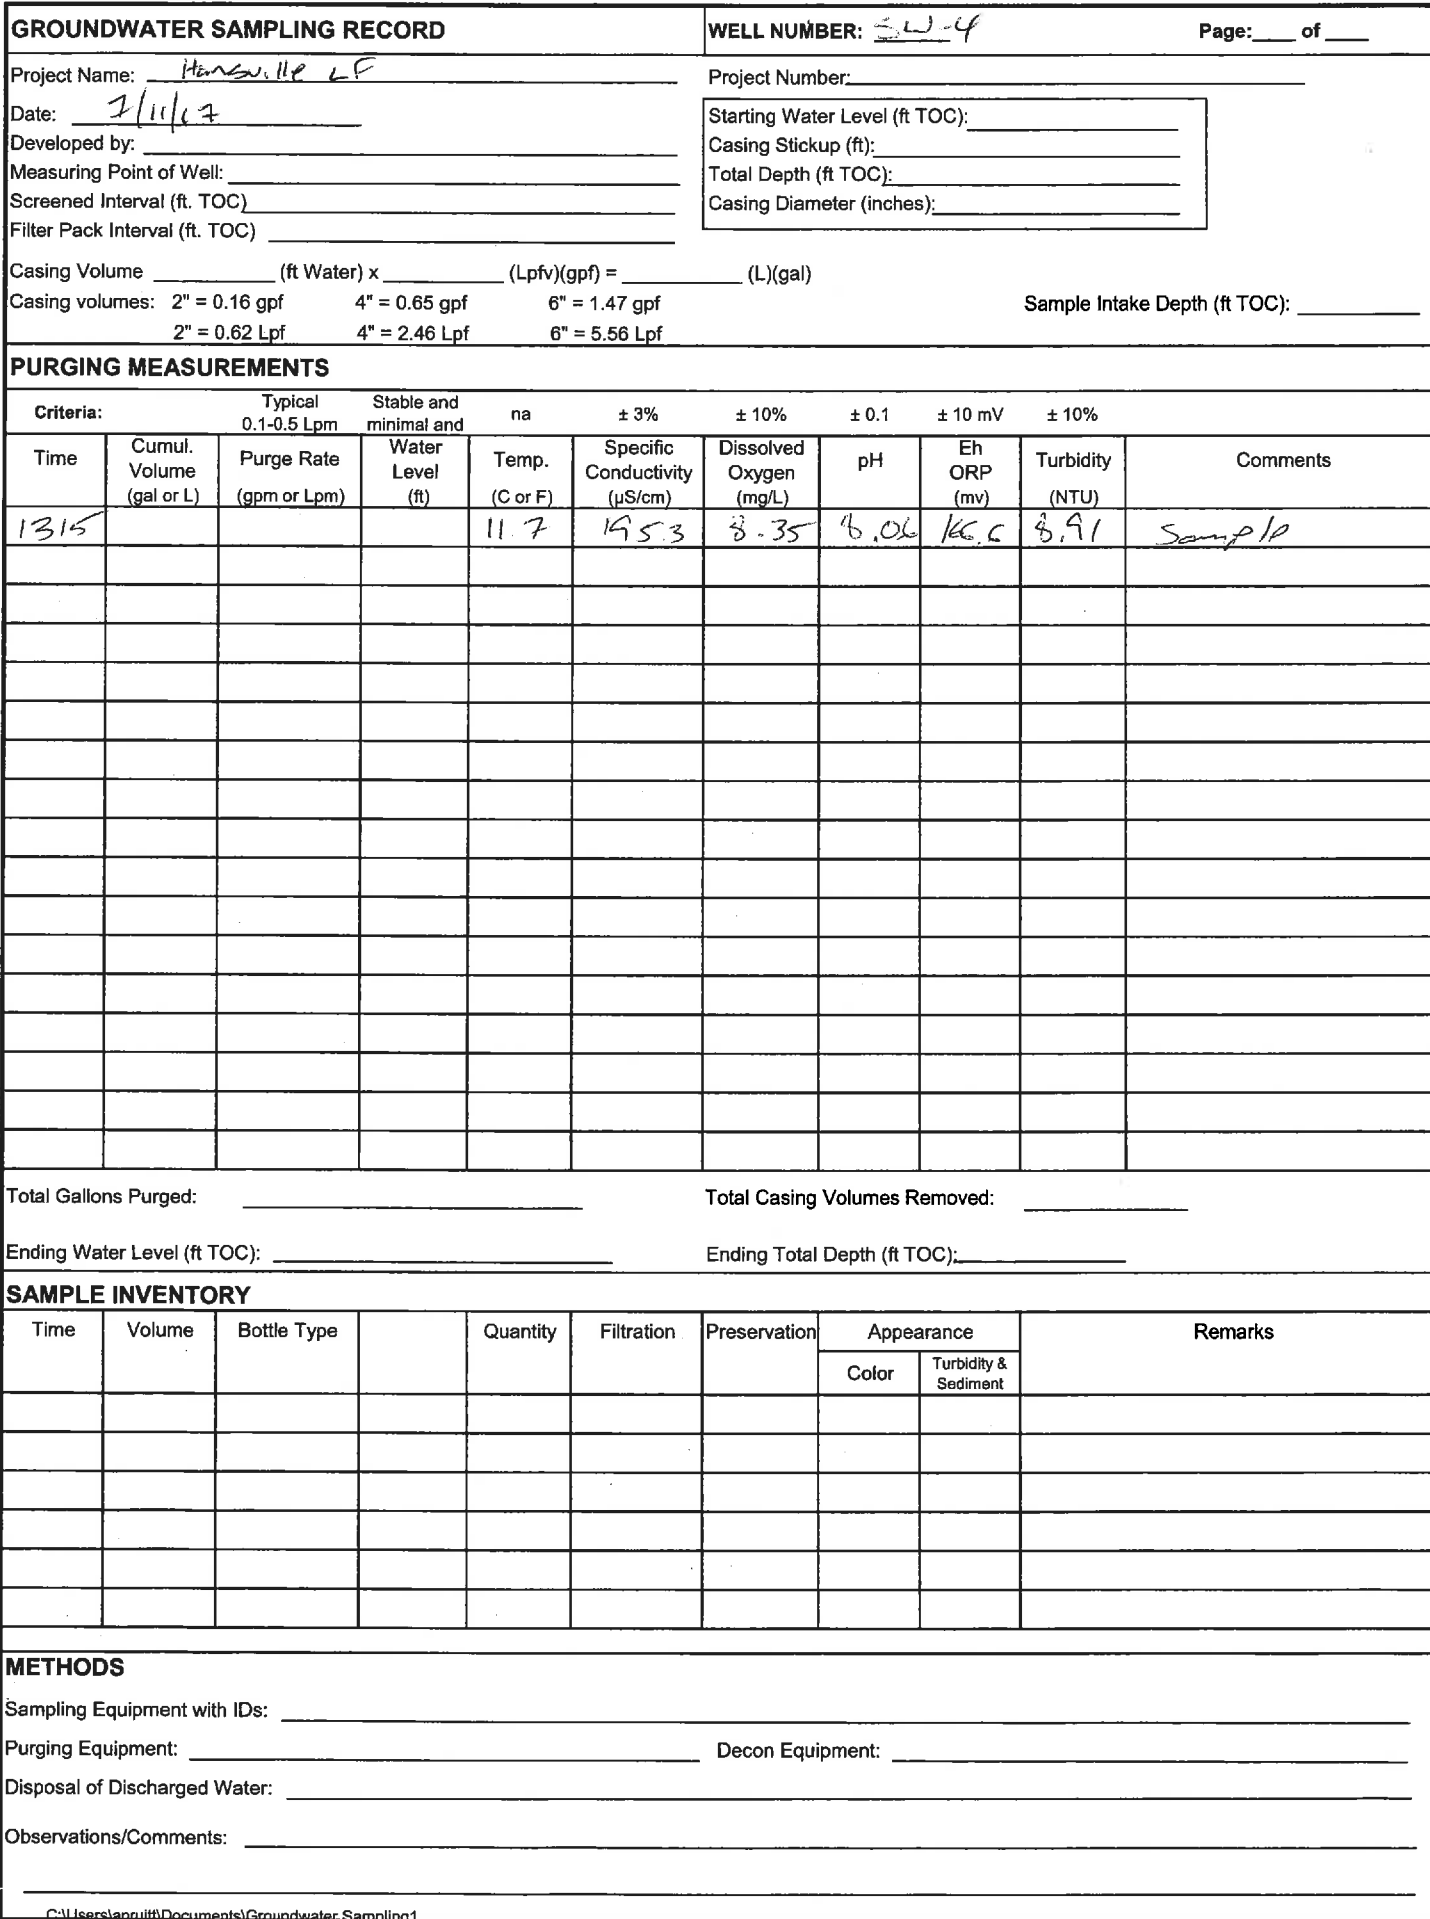 GROUNDWATER SAMPLING RECORD WELL NUMBER: SW-4 Page:____ of ____
Project Name: Hansville LF Project Number:
Date: 7/11/17 Starting Water Level (ft TOC):
Developed by: Casing Stickup (ft):
Measuring Point of Well: Total Depth (ft TOC):
Screened Interval (ft. TOC) Casing Diameter (inches):
Filter Pack Interval (ft. TOC)
Casing Volume ________ (ft Water) x ________ (Lpfv)(gpf) = ________ (L)(gal)
Casing volumes: 2" = 0.16 gpf 4" = 0.65 gpf 6" = 1.47 gpf Sample Intake Depth (ft TOC):
2" = 0.62 Lpf 4" = 2.46 Lpf 6" = 5.56 Lpf
PURGING MEASUREMENTS
Criteria: Typical 0.1-0.5 Lpm Stable and minimal and na ± 3% ± 10% ± 0.1 ± 10 mV ± 10%
Time Cumul. Volume (gal or L) Purge Rate (gpm or Lpm) Water Level (ft) Temp. (C or F) Specific Conductivity (µS/cm) Dissolved Oxygen (mg/L) pH Eh ORP (mv) Turbidity (NTU) Comments
1315 11.7 195.3 8.35 8.06 166.6 8.91 Sample
Total Gallons Purged: Total Casing Volumes Removed:
Ending Water Level (ft TOC): Ending Total Depth (ft TOC):
SAMPLE INVENTORY
Time Volume Bottle Type Quantity Filtration Preservation Appearance Remarks
Color Turbidity & Sediment
METHODS
Sampling Equipment with IDs:
Purging Equipment: Decon Equipment:
Disposal of Discharged Water:
Observations/Comments:
C:\Users\apruitt\Documents\Groundwater Sampling1